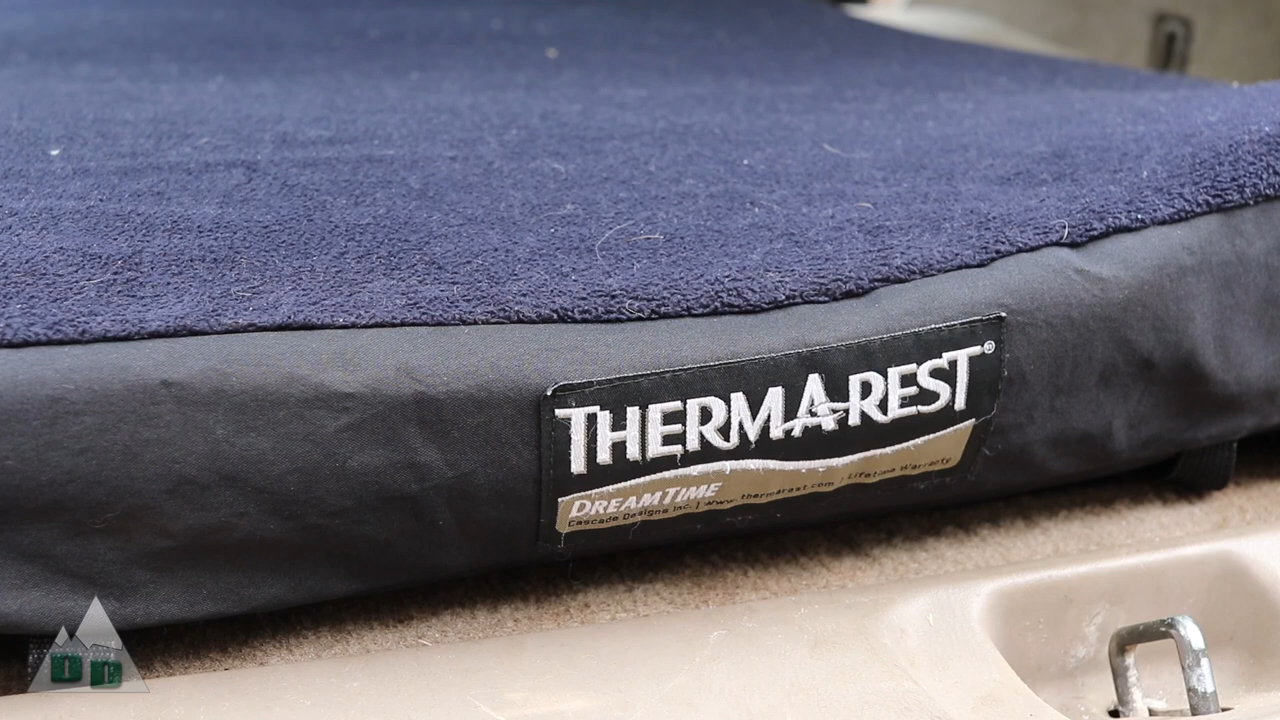 THERMAREST®
DREAMTIME
Cascade Designs Inc. | www.thermarest.com | Lifetime Warranty
DD